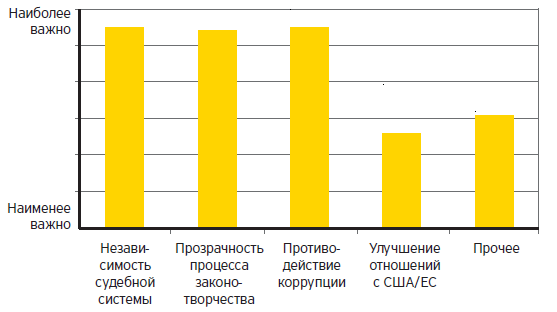 Наиболее
важно
Наименее
важно
Незави-
симость
судебной
системы
Прозрачность
процесса
законо-
творчества
Противо-
действие
коррупции
Улучшение
отношений
с США/ЕС
Прочее